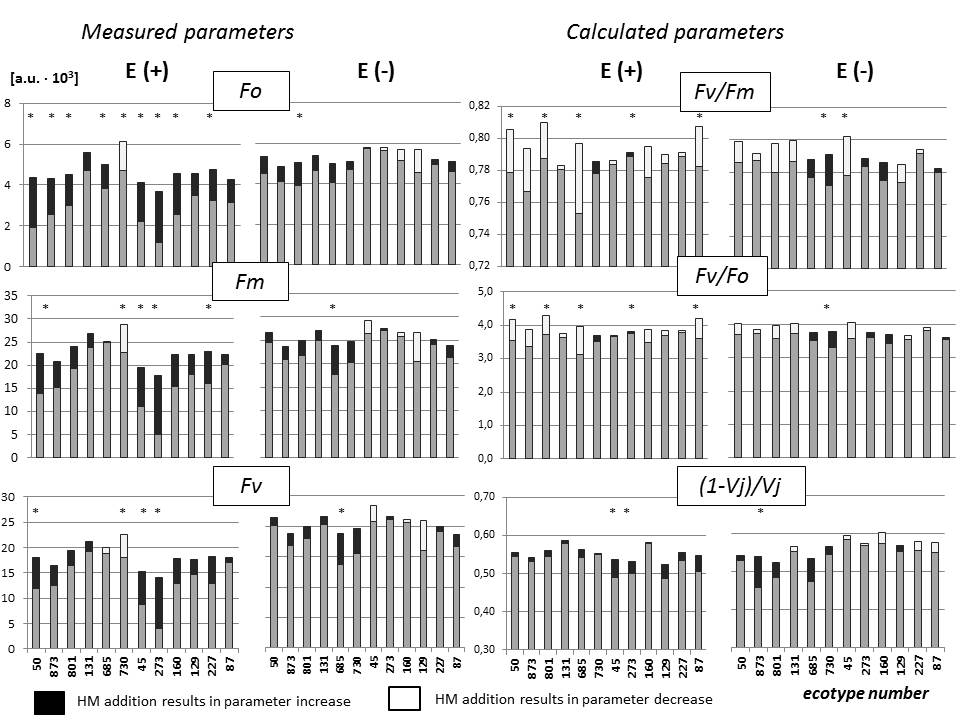 Measured parameters
Calculated parameters
[a.u. · 10³]
E (+)
E (-)
E (+)
E (-)
Fo
Fv/Fm
8
6
4
2
0
* * * * * * * * *
*
0,82
0,80
0,78
0,76
0,74
0,72
* * * * *
* *
Fm
Fv/Fo
35
30
25
20
15
10
5
0
* * * * *
*
5,0
4,0
3,0
2,0
1,0
0,0
* * * * *
*
Fv
(1-Vj)/Vj
30
25
20
15
10
5
0
* * * *
*
0,70
0,60
0,50
0,40
0,30
* *
*
50 873 801 131 685 730 45 273 160 129 227 87
50 873 801 131 685 730 45 273 160 129 227 87
50 873 801 131 685 730 45 273 160 129 227 87
50 873 801 131 685 730 45 273 160 129 227 87
HM addition results in parameter increase
HM addition results in parameter decrease
ecotype number